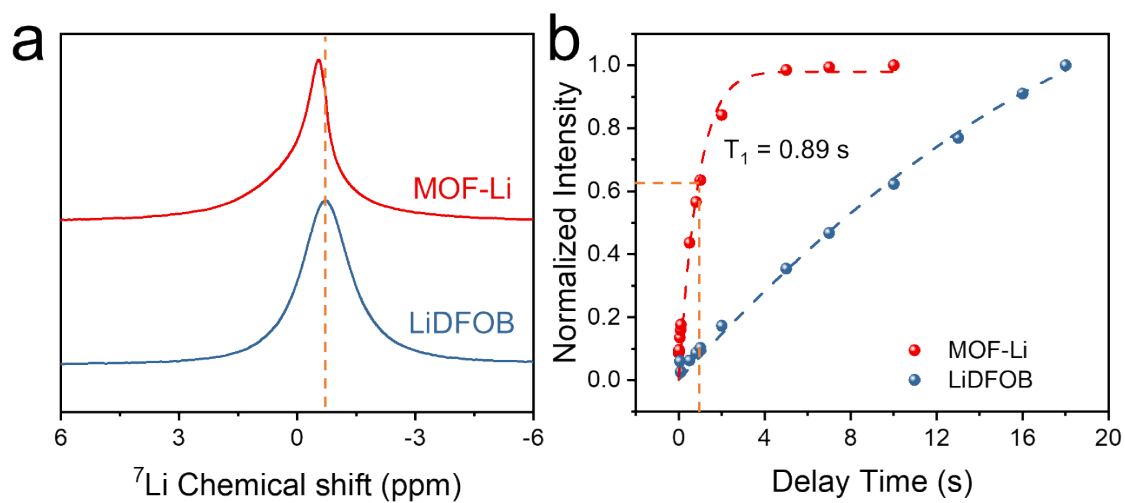 a
MOF-Li
LiDFOB
6
3
0
-3
-6
⁷Li Chemical shift (ppm)
b
Normalized Intensity
1.0
0.8
0.6
0.4
0.2
0.0
T₁ = 0.89 s
MOF-Li
LiDFOB
0
4
8
12
16
20
Delay Time (s)